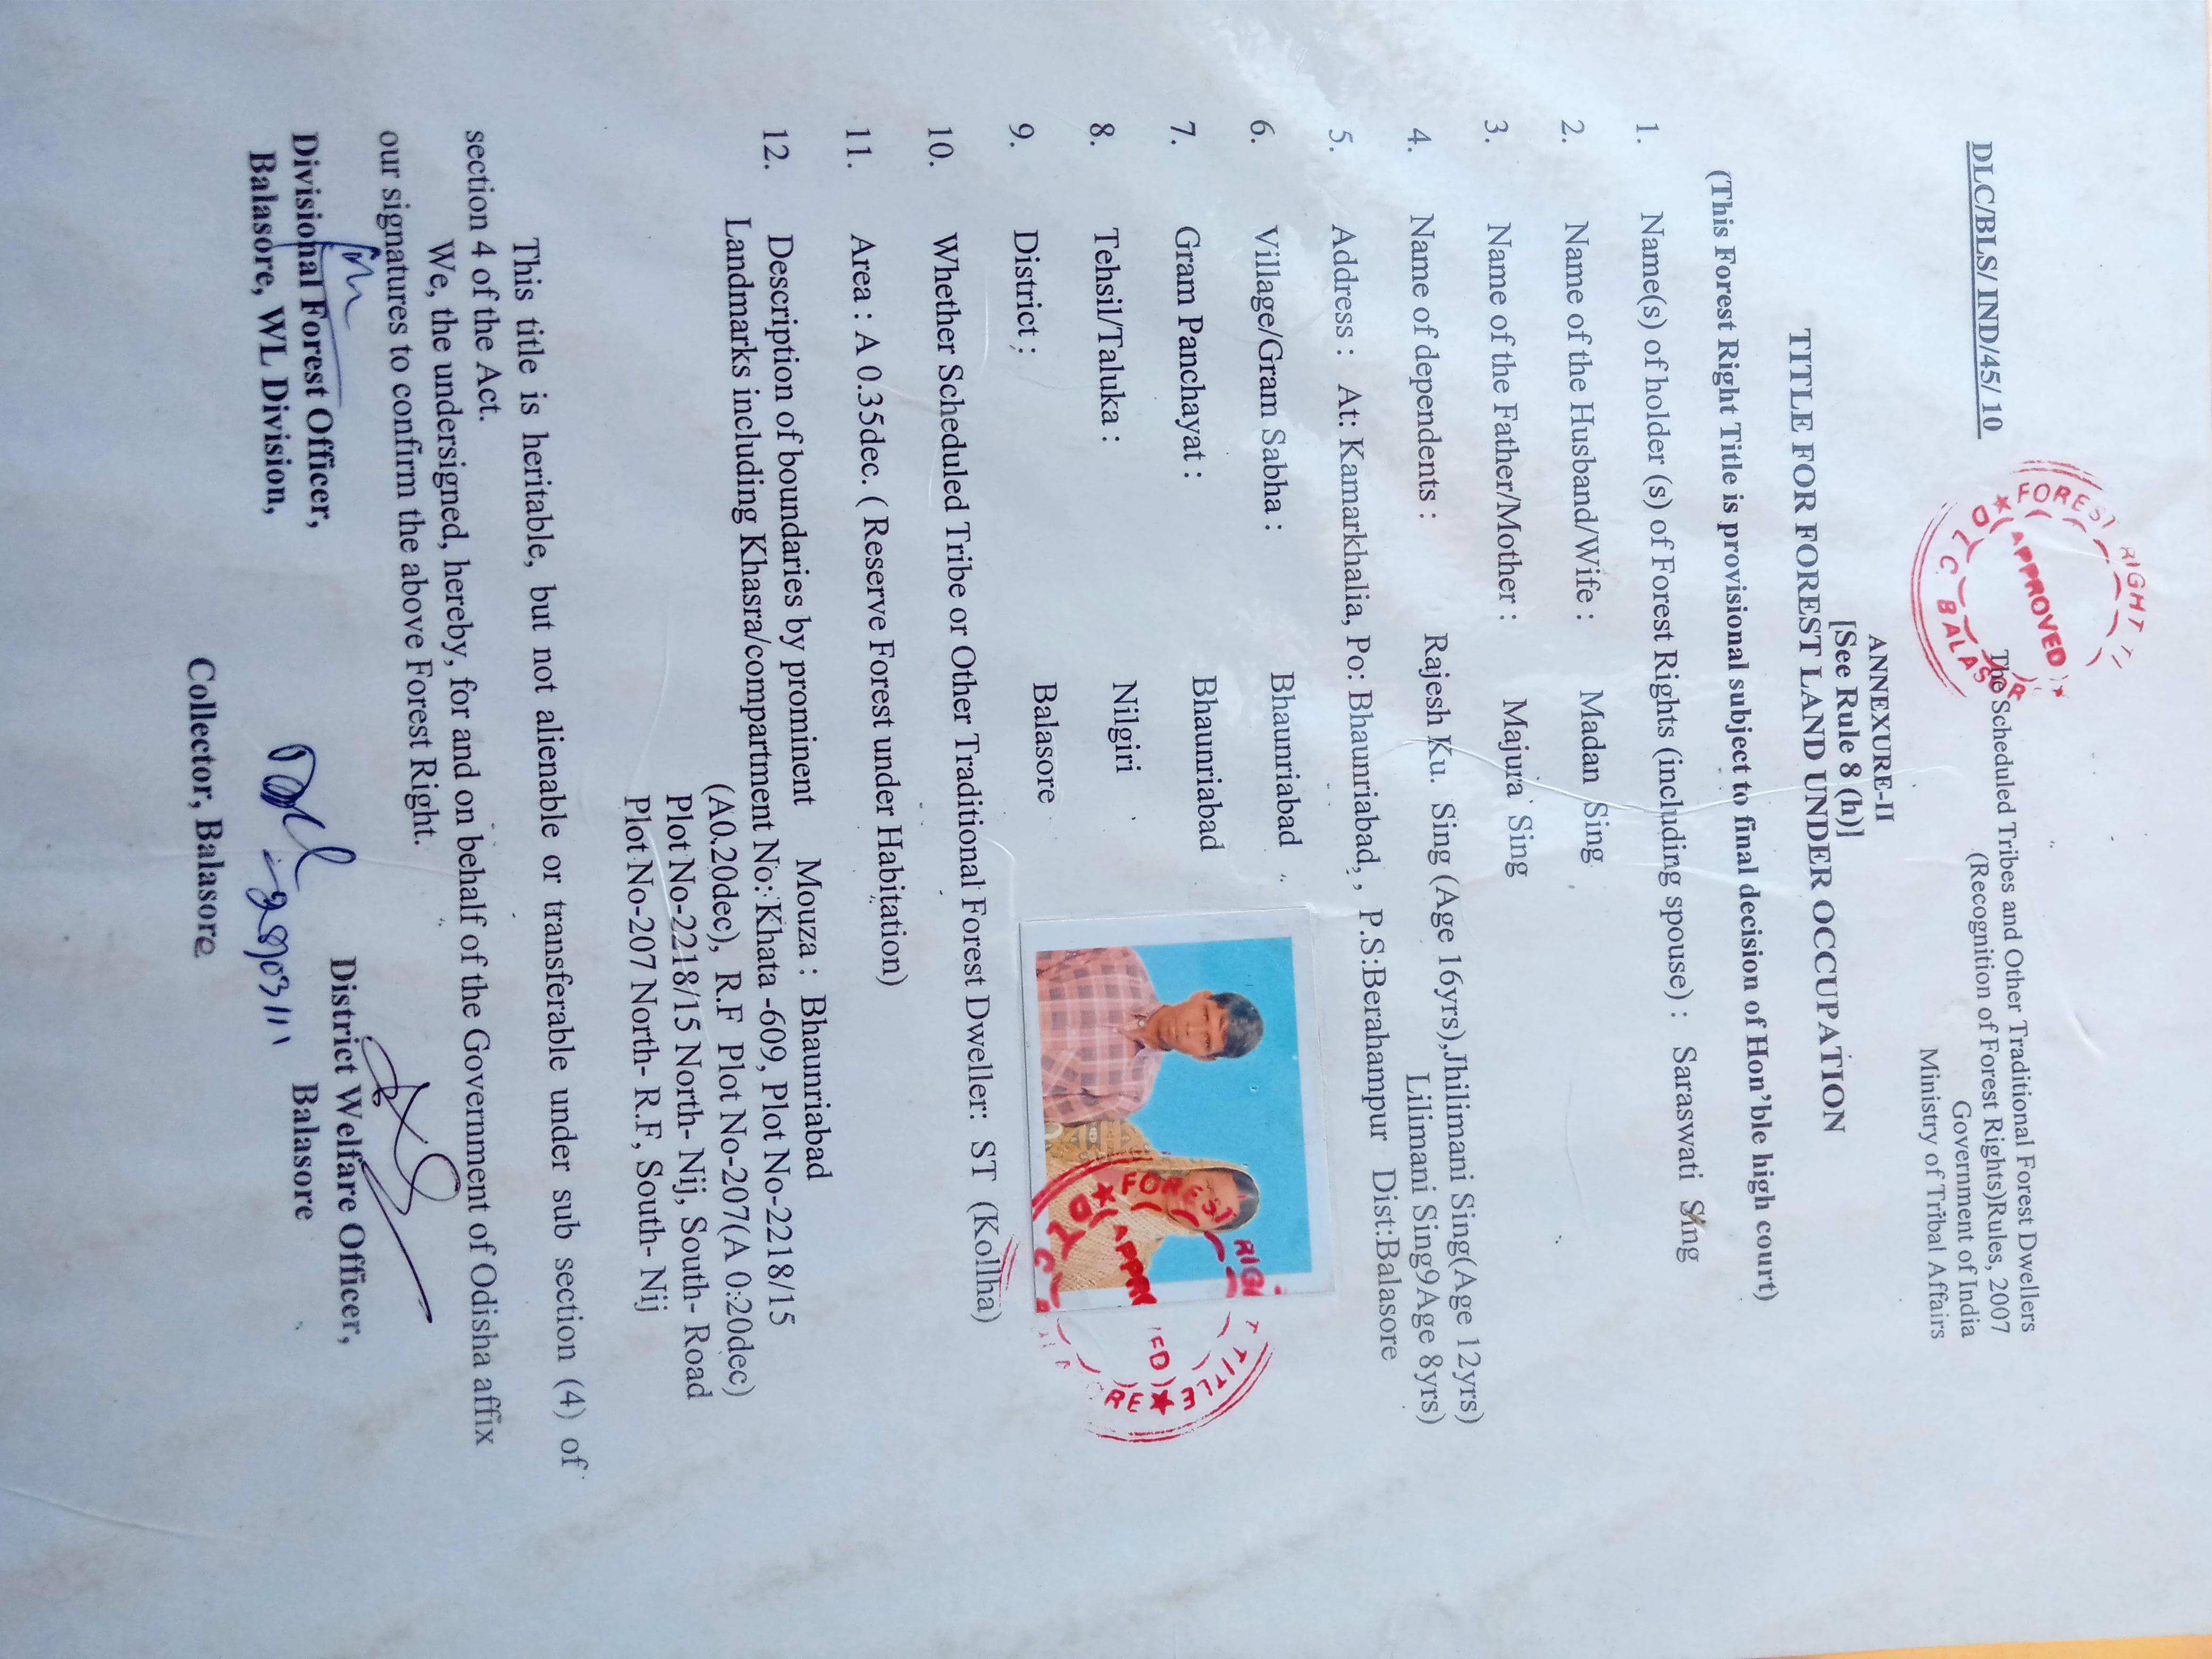 DLC/BLS/ IND/45/ 10
FOREST RIGHT
APPROVED
DLC BALASOR
The Scheduled Tribes and Other Traditional Forest Dwellers
(Recognition of Forest Rights)Rules, 2007
Government of India
Ministry of Tribal Affairs
ANNEXURE-II
[See Rule 8 (h)]
TITLE FOR FOREST LAND UNDER OCCUPATION
(This Forest Right Title is provisional subject to final decision of Hon'ble high court)
1. Name(s) of holder (s) of Forest Rights (including spouse) : Saraswati Sing
2. Name of the Husband/Wife : Madan Sing
3. Name of the Father/Mother : Majura Sing
4. Name of dependents : Rajesh Ku. Sing (Age 16yrs),Jhilimani Sing(Age 12yrs)
Lilimani Sing9Age 8yrs)
5. Address : At: Kamarkhalia, Po: Bhaunriabad, , P.S:Berahampur Dist:Balasore
6. Village/Gram Sabha : Bhaunriabad
7. Gram Panchayat : Bhaunriabad
8. Tehsil/Taluka : Nilgiri
9. District : Balasore
FOREST RIGHT TITLE
APPROVED
DLC RE
10. Whether Scheduled Tribe or Other Traditional Forest Dweller: ST (Kollha)
11. Area : A 0.35dec. ( Reserve Forest under Habitation)
12. Description of boundaries by prominent Mouza : Bhaunriabad
Landmarks including Khasra/compartment No: Khata -609, Plot No-2218/15
(A0.20dec), R.F Plot No-207(A 0:20dec)
Plot No-2218/15 North- Nij, South- Road
Plot No-207 North- R.F, South- Nij
This title is heritable, but not alienable or transferable under sub section (4) of
section 4 of the Act.
We, the undersigned, hereby, for and on behalf of the Government of Odisha affix
our signatures to confirm the above Forest Right.
Divisional Forest Officer,
Balasore, WL Division,
District Welfare Officer,
Balasore
Collector, Balasore